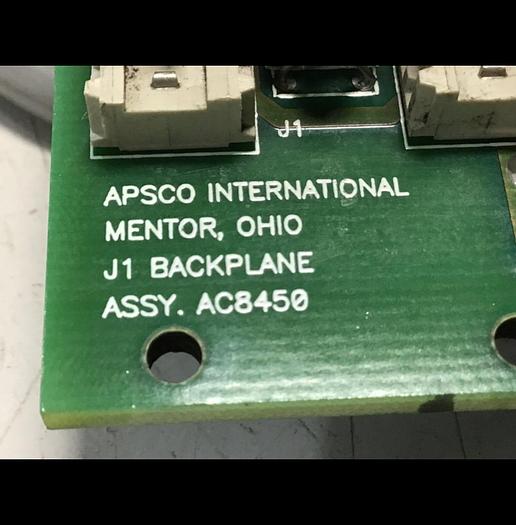 J1
APSCO INTERNATIONAL
MENTOR, OHIO
J1 BACKPLANE
ASSY. AC8450